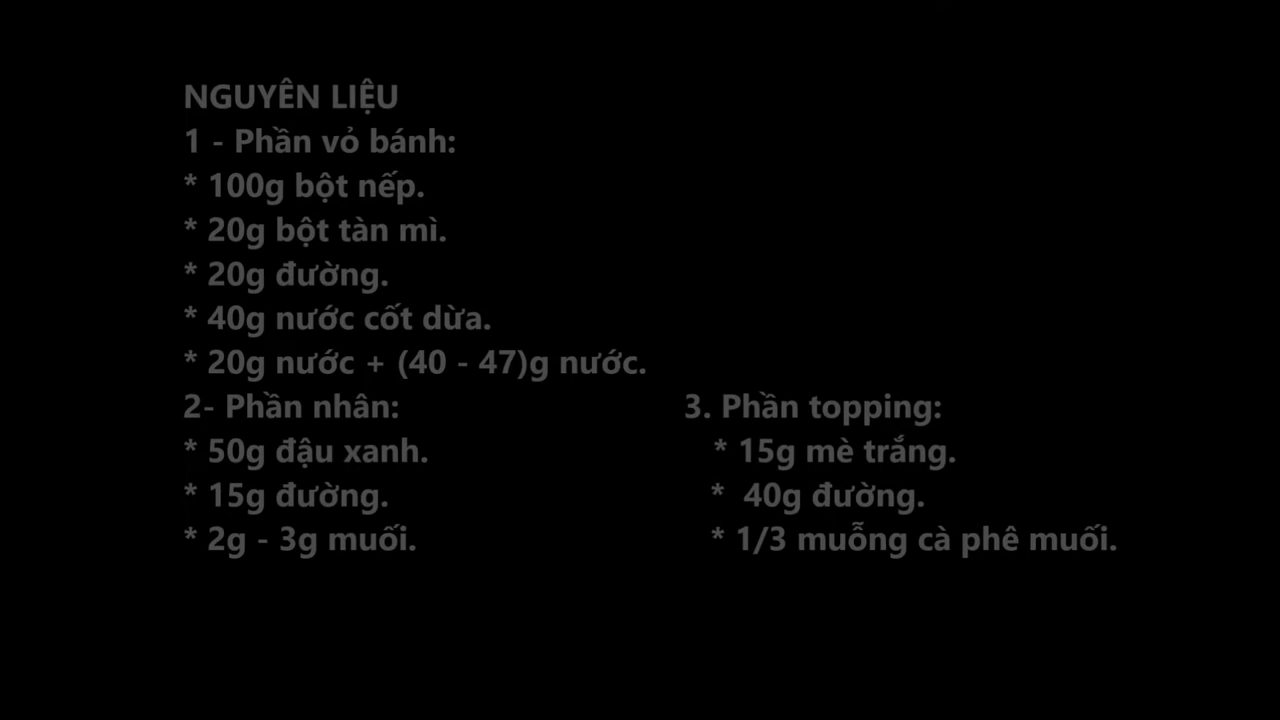 NGUYÊN LIỆU
1 - Phần vỏ bánh:
* 100g bột nếp.
* 20g bột tàn mì.
* 20g đường.
* 40g nước cốt dừa.
* 20g nước + (40 - 47)g nước.
2- Phần nhân:
* 50g đậu xanh.
* 15g đường.
* 2g - 3g muối.
3. Phần topping:
* 15g mè trắng.
* 40g đường.
* 1/3 muỗng cà phê muối.